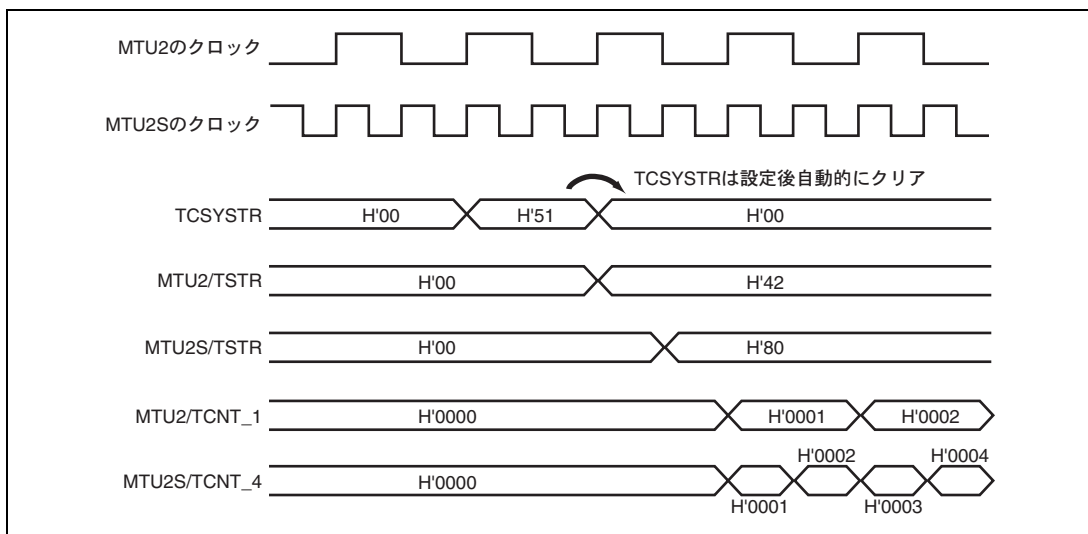 MTU2のクロック
MTU2Sのクロック
TCSYSTRは設定後自動的にクリア
TCSYSTR H'00 H'51 H'00
MTU2/TSTR H'00 H'42
MTU2S/TSTR H'00 H'80
MTU2/TCNT_1 H'0000 H'0001 H'0002
H'0002 H'0004
MTU2S/TCNT_4 H'0000
H'0001 H'0003